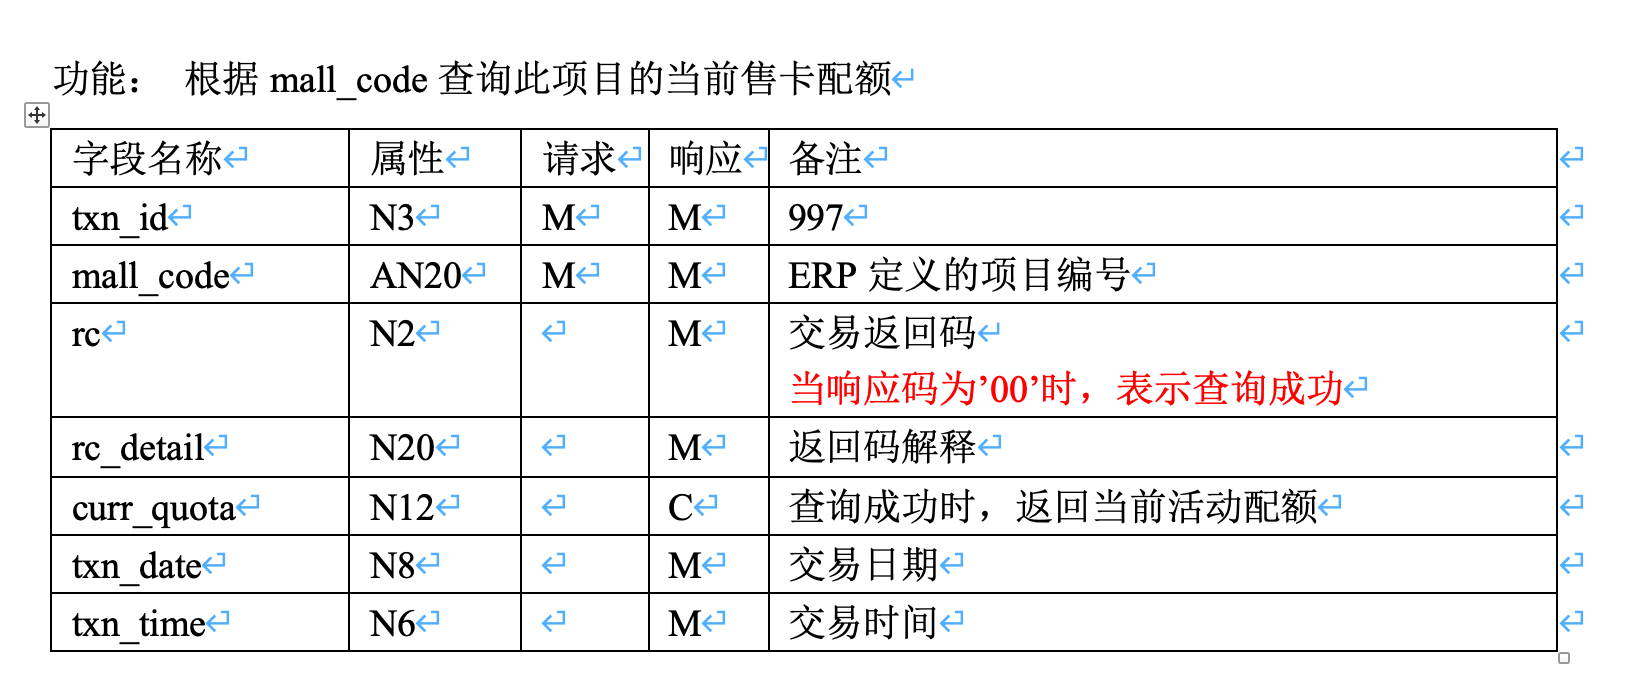 功能： 根据 mall_code 查询此项目的当前售卡配额
字段名称 属性 请求 响应 备注
txn_id N3 M M 997
mall_code AN20 M M ERP 定义的项目编号
rc N2 M 交易返回码
当响应码为’00’时，表示查询成功
rc_detail N20 M 返回码解释
curr_quota N12 C 查询成功时，返回当前活动配额
txn_date N8 M 交易日期
txn_time N6 M 交易时间